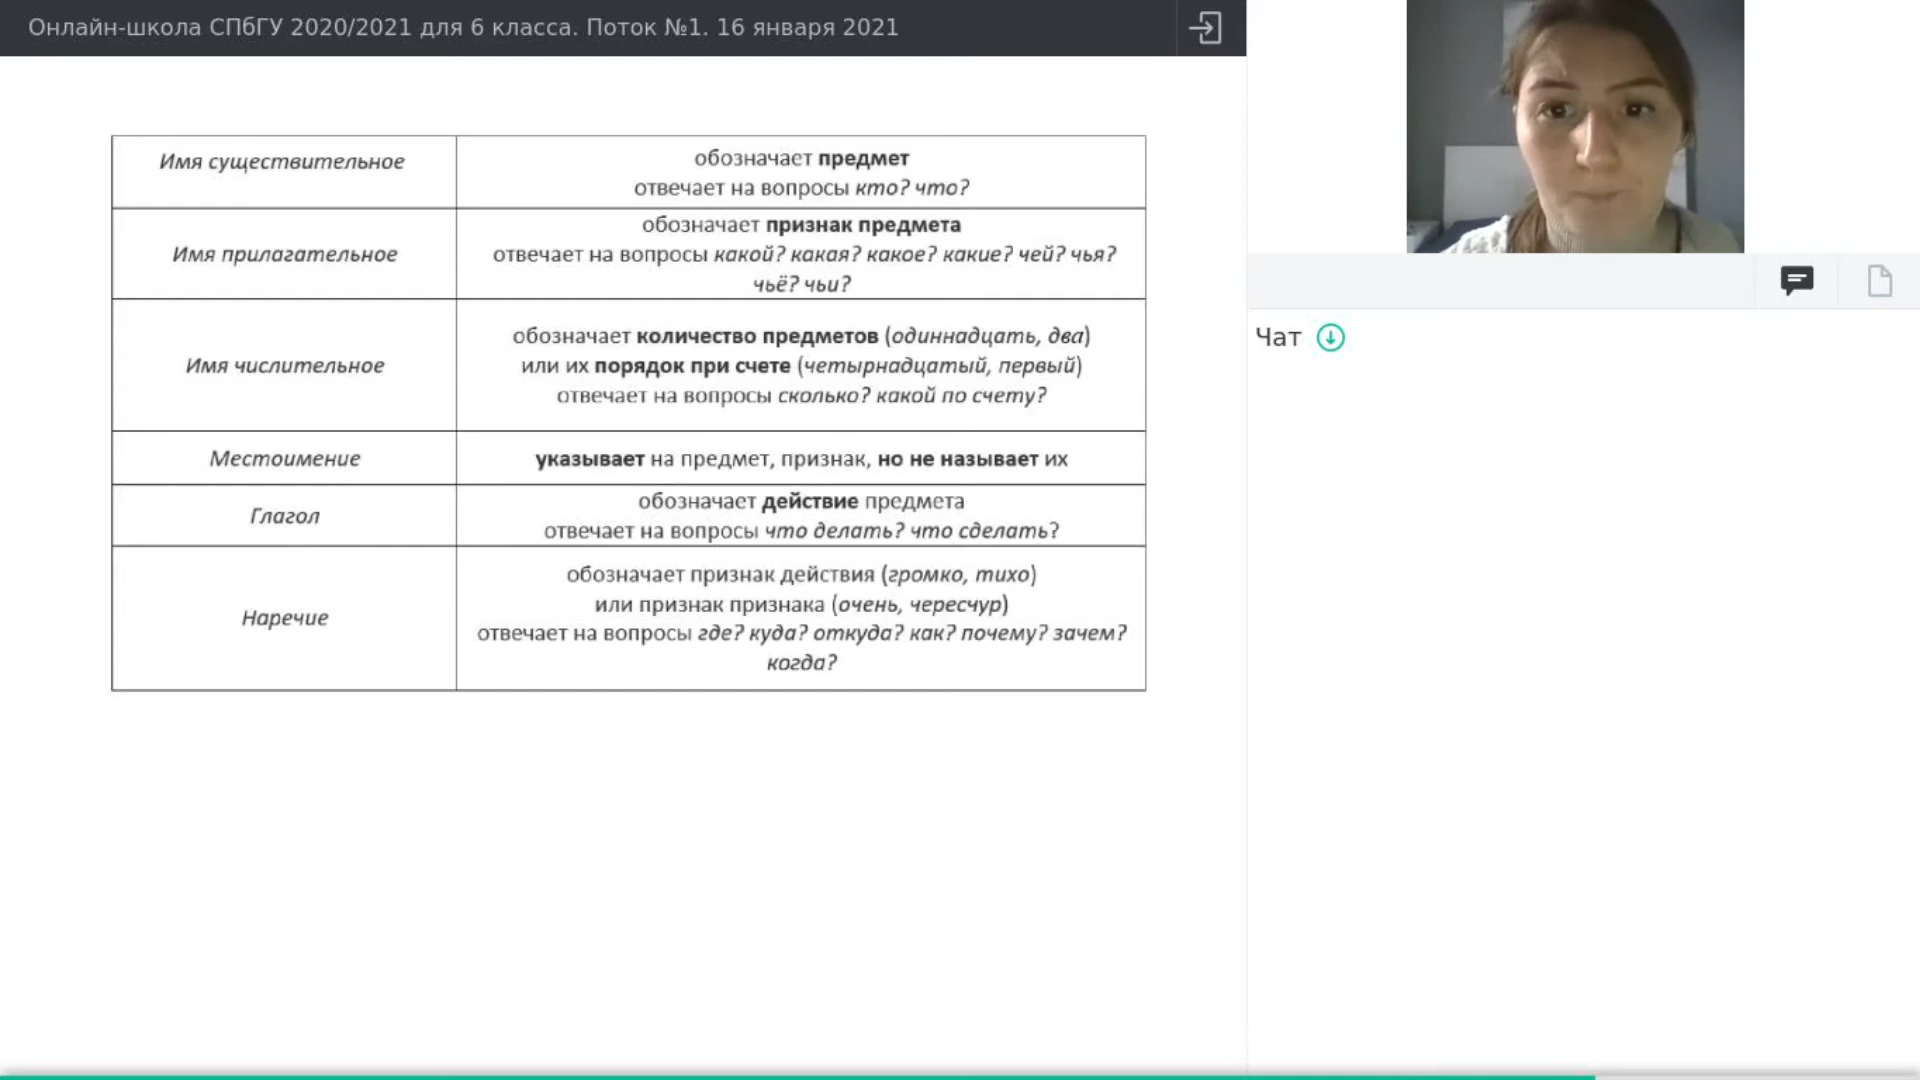 Онлайн-школа СПбГУ 2020/2021 для 6 класса. Поток №1. 16 января 2021
Имя существительное
обозначает предмет
отвечает на вопросы кто? что?
Имя прилагательное
обозначает признак предмета
отвечает на вопросы какой? какая? какое? какие? чей? чья?
чьё? чьи?
Имя числительное
обозначает количество предметов (одиннадцать, два)
или их порядок при счете (четырнадцатый, первый)
отвечает на вопросы сколько? какой по счету?
Местоимение
указывает на предмет, признак, но не называет их
Глагол
обозначает действие предмета
отвечает на вопросы что делать? что сделать?
Наречие
обозначает признак действия (громко, тихо)
или признак признака (очень, чересчур)
отвечает на вопросы где? куда? откуда? как? почему? зачем?
когда?
Чат